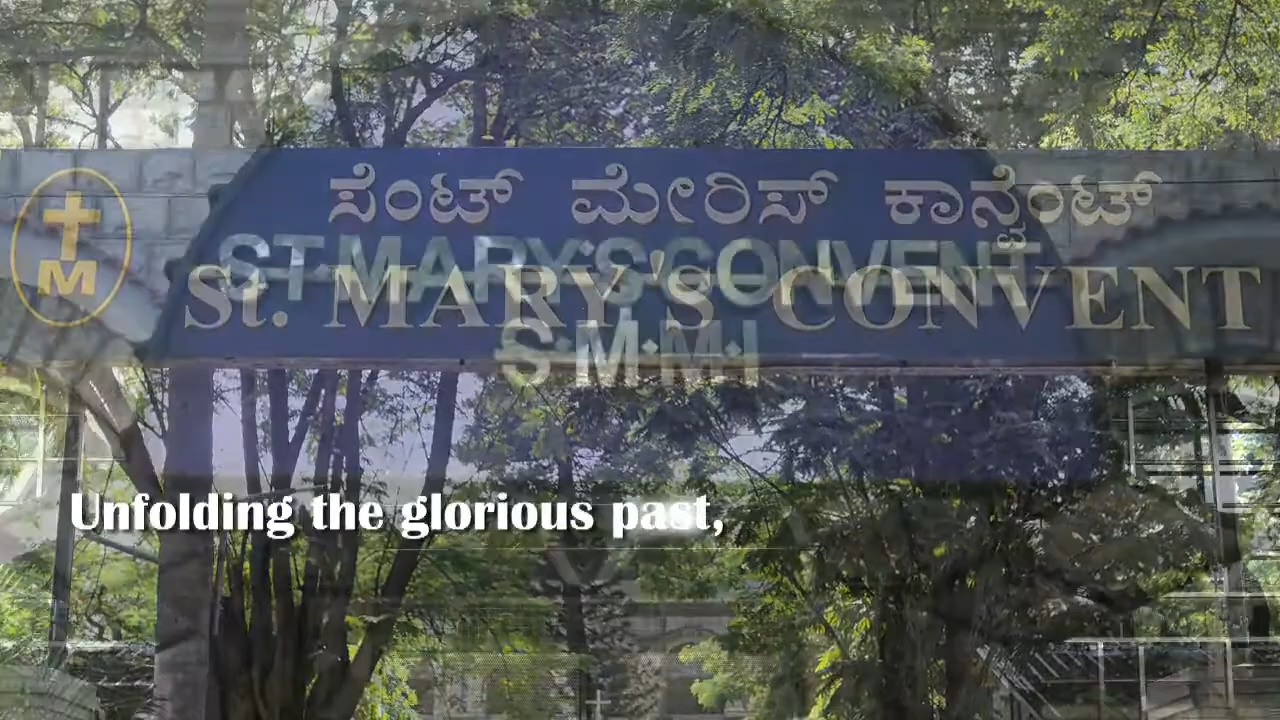 ಸೆಂಟ್ ಮೇರಿಸ್ ಕಾನ್ವೆಂಟ್
ST MARY'S CONVENT
St. MARY'S CONVENT
M
S·M·M·I
Unfolding the glorious past,